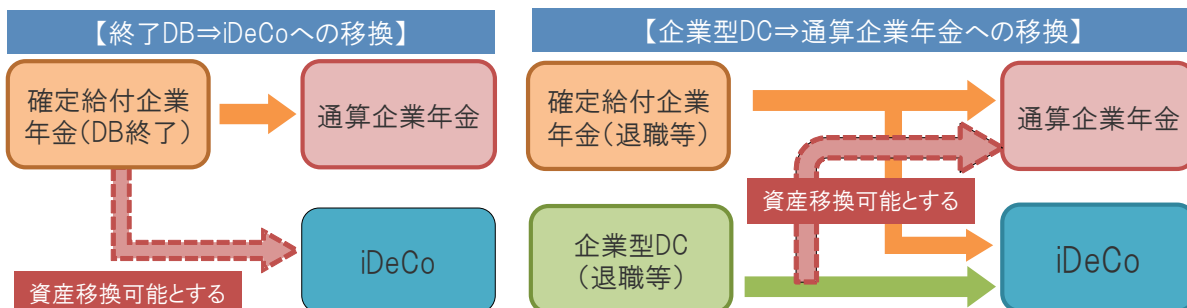 【終了DB⇒iDeCoへの移換】
確定給付企業
年金(DB終了)
通算企業年金
iDeCo
資産移換可能とする
【企業型DC⇒通算企業年金への移換】
確定給付企業
年金(退職等)
通算企業年金
資産移換可能とする
企業型DC
(退職等)
iDeCo